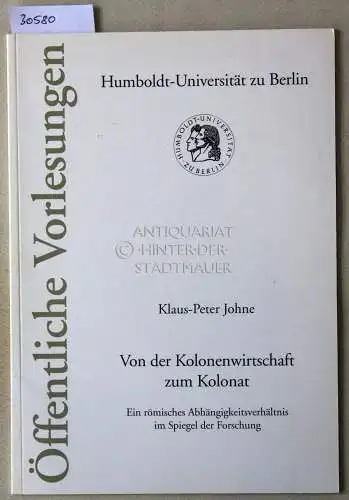 30580
Öffentliche Vorlesungen
Humboldt-Universität zu Berlin
HUMBOLDT-UNIVERSITÄT
ZU BERLIN
ANTIQUARIAT
HINTER·DER
STADTMAUER
Klaus-Peter Johne
Von der Kolonenwirtschaft
zum Kolonat
Ein römisches Abhängigkeitsverhältnis
im Spiegel der Forschung